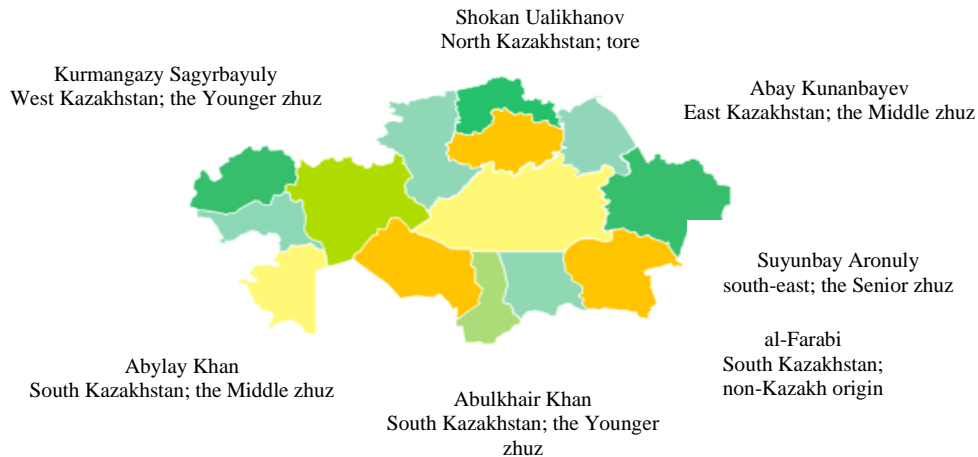 Shokan Ualikhanov
North Kazakhstan; tore
Kurmangazy Sagyrbayuly
West Kazakhstan; the Younger zhuz
Abay Kunanbayev
East Kazakhstan; the Middle zhuz
Suyunbay Aronuly
south-east; the Senior zhuz
al-Farabi
South Kazakhstan;
non-Kazakh origin
Abylay Khan
South Kazakhstan; the Middle zhuz
Abulkhair Khan
South Kazakhstan; the Younger
zhuz